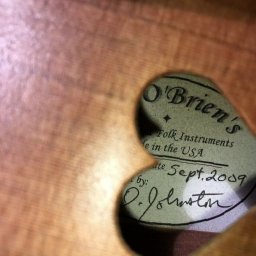 O'Brien's
Folk Instruments
e in the USA
te Sept. 2009
by: D. Johnston